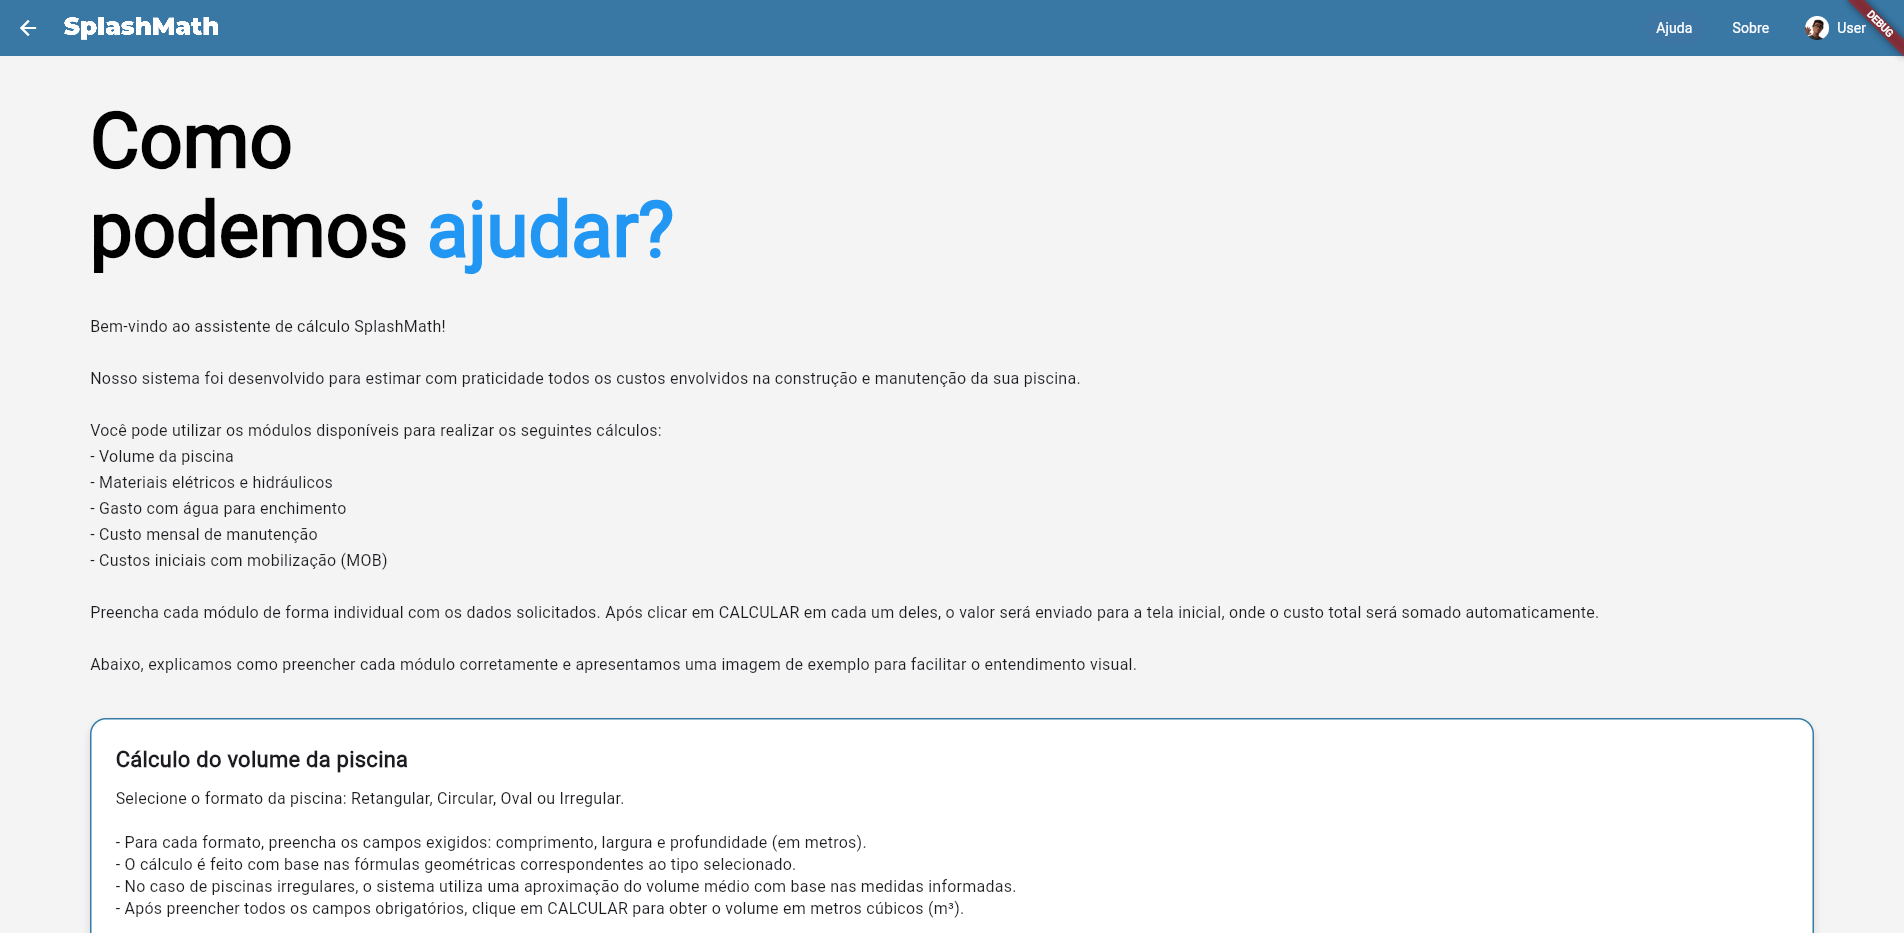 SplashMath
Ajuda
Sobre
User
DEBUG
Como
podemos ajudar?
Bem-vindo ao assistente de cálculo SplashMath!
Nosso sistema foi desenvolvido para estimar com praticidade todos os custos envolvidos na construção e manutenção da sua piscina.
Você pode utilizar os módulos disponíveis para realizar os seguintes cálculos:
- Volume da piscina
- Materiais elétricos e hidráulicos
- Gasto com água para enchimento
- Custo mensal de manutenção
- Custos iniciais com mobilização (MOB)
Preencha cada módulo de forma individual com os dados solicitados. Após clicar em CALCULAR em cada um deles, o valor será enviado para a tela inicial, onde o custo total será somado automaticamente.
Abaixo, explicamos como preencher cada módulo corretamente e apresentamos uma imagem de exemplo para facilitar o entendimento visual.
Cálculo do volume da piscina
Selecione o formato da piscina: Retangular, Circular, Oval ou Irregular.
- Para cada formato, preencha os campos exigidos: comprimento, largura e profundidade (em metros).
- O cálculo é feito com base nas fórmulas geométricas correspondentes ao tipo selecionado.
- No caso de piscinas irregulares, o sistema utiliza uma aproximação do volume médio com base nas medidas informadas.
- Após preencher todos os campos obrigatórios, clique em CALCULAR para obter o volume em metros cúbicos (m³).